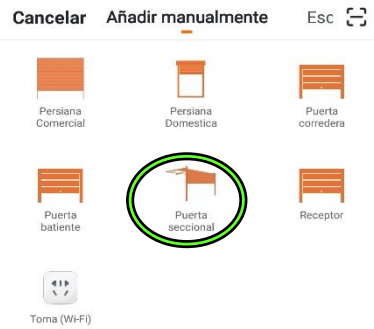 Cancelar Añadir manualmente Esc
Persiana Comercial
Persiana Domestica
Puerta corredera
Puerta batiente
Puerta seccional
Receptor
Toma (Wi-Fi)